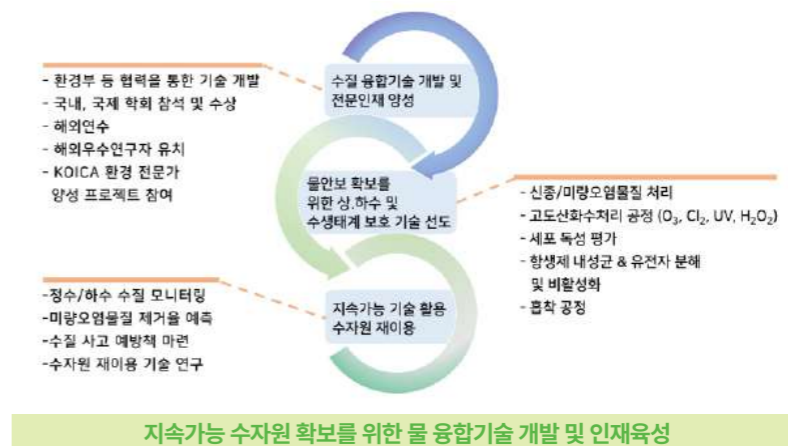 수질 융합기술 개발 및
전문인재 양성
- 환경부 등 협력을 통한 기술 개발
- 국내, 국제 학회 참석 및 수상
- 해외연수
- 해외우수연구자 유치
- KOICA 환경 전문가
양성 프로젝트 참여
물안보 확보를
위한 상.하수 및
수생태계 보호 기술 선도
- 신종/미량오염물질 처리
- 고도산화수처리 공정 (O₃, Cl₂, UV, H₂O₂)
- 세포 독성 평가
- 항생제 내성균 & 유전자 분해
및 비활성화
- 흡착 공정
지속가능 기술 활용
수자원 재이용
-정수/하수 수질 모니터링
-미량오염물질 제거율 예측
-수질 사고 예방책 마련
-수자원 재이용 기술 연구
지속가능 수자원 확보를 위한 물 융합기술 개발 및 인재육성